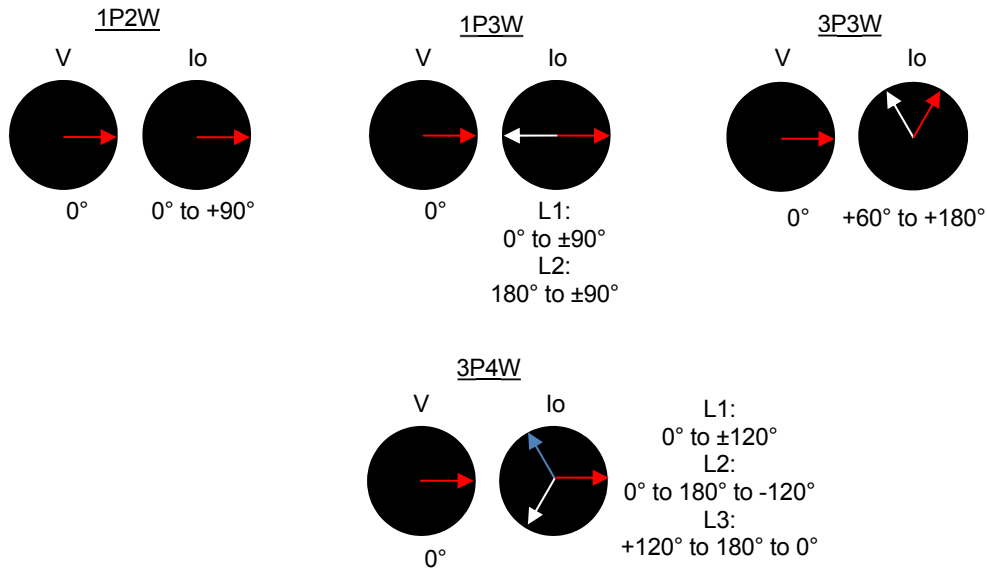 1P2W
V Io
0° 0° to +90°
1P3W
V Io
0° L1:
0° to ±90°
L2:
180° to ±90°
3P3W
V Io
0° +60° to +180°
3P4W
V Io
0°
L1:
0° to ±120°
L2:
0° to 180° to -120°
L3:
+120° to 180° to 0°